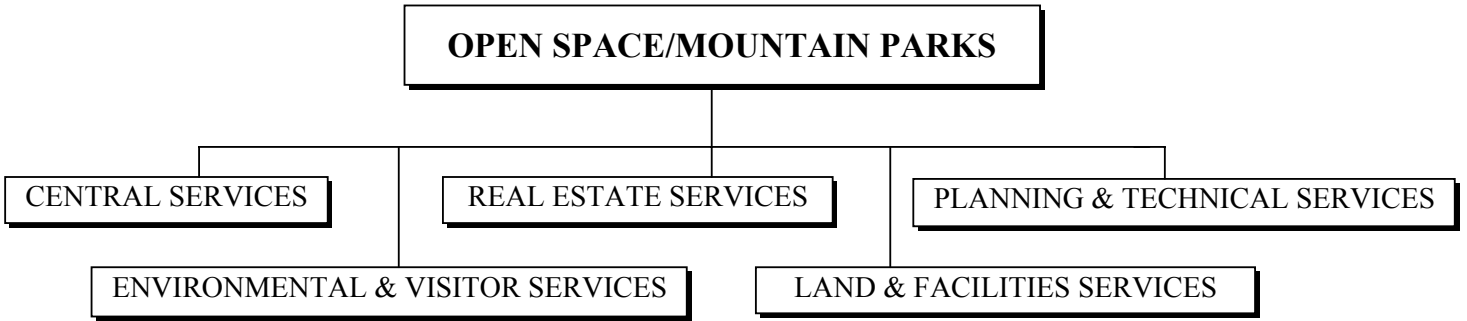 OPEN SPACE/MOUNTAIN PARKS
CENTRAL SERVICES
REAL ESTATE SERVICES
PLANNING & TECHNICAL SERVICES
ENVIRONMENTAL & VISITOR SERVICES
LAND & FACILITIES SERVICES